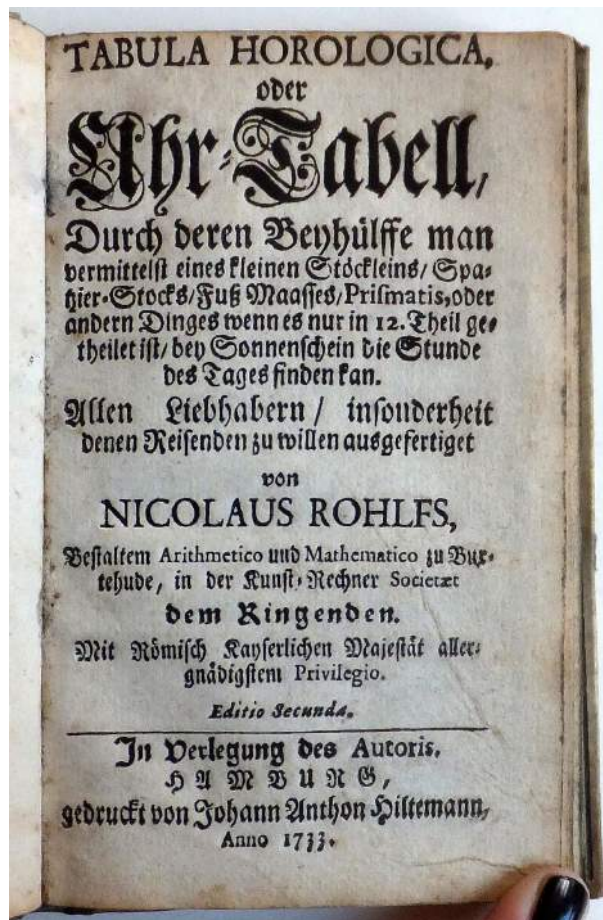 TABULA HOROLOGICA,
oder
Uhr-Tabell,
Durch deren Beyhülffe man
vermittelst eines kleinen Stöckleins/ Spa-
tzier-Stocks/Fuß Maasses/Prismatis, oder
andern Dinges wenn es nur in 12. Theil ge-
theilet ist/ bey Sonnenschein die Stunde
des Tages finden kan.
Allen Liebhabern / insonderheit
denen Reisenden zu willen ausgefertiget
von
NICOLAUS ROHLFS,
Bestaltem Arithmetico und Mathematico zu Bux-
tehude, in der Kunst-Rechner Societæt
dem Ringenden.
Mit Römisch Kayserlichen Majestät aller-
gnädigstem Privilegio.
Editio Secunda.
In Verlegung des Autoris.
HAMBURG,
gedruckt von Johann Anthon Hiltemann,
Anno 1733.